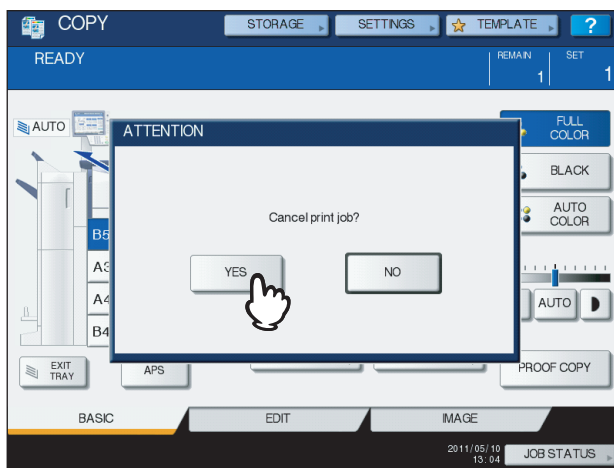 COPY
STORAGE
SETTINGS
TEMPLATE
?
READY
REMAIN
SET
1
1
AUTO
ATTENTION
FULL
COLOR
BLACK
Cancel print job?
AUTO
COLOR
B5
A3
YES
NO
A4
AUTO
B4
EXIT
TRAY
APS
PROOF COPY
BASIC
EDIT
IMAGE
2011/05/10
13:04
JOB STATUS